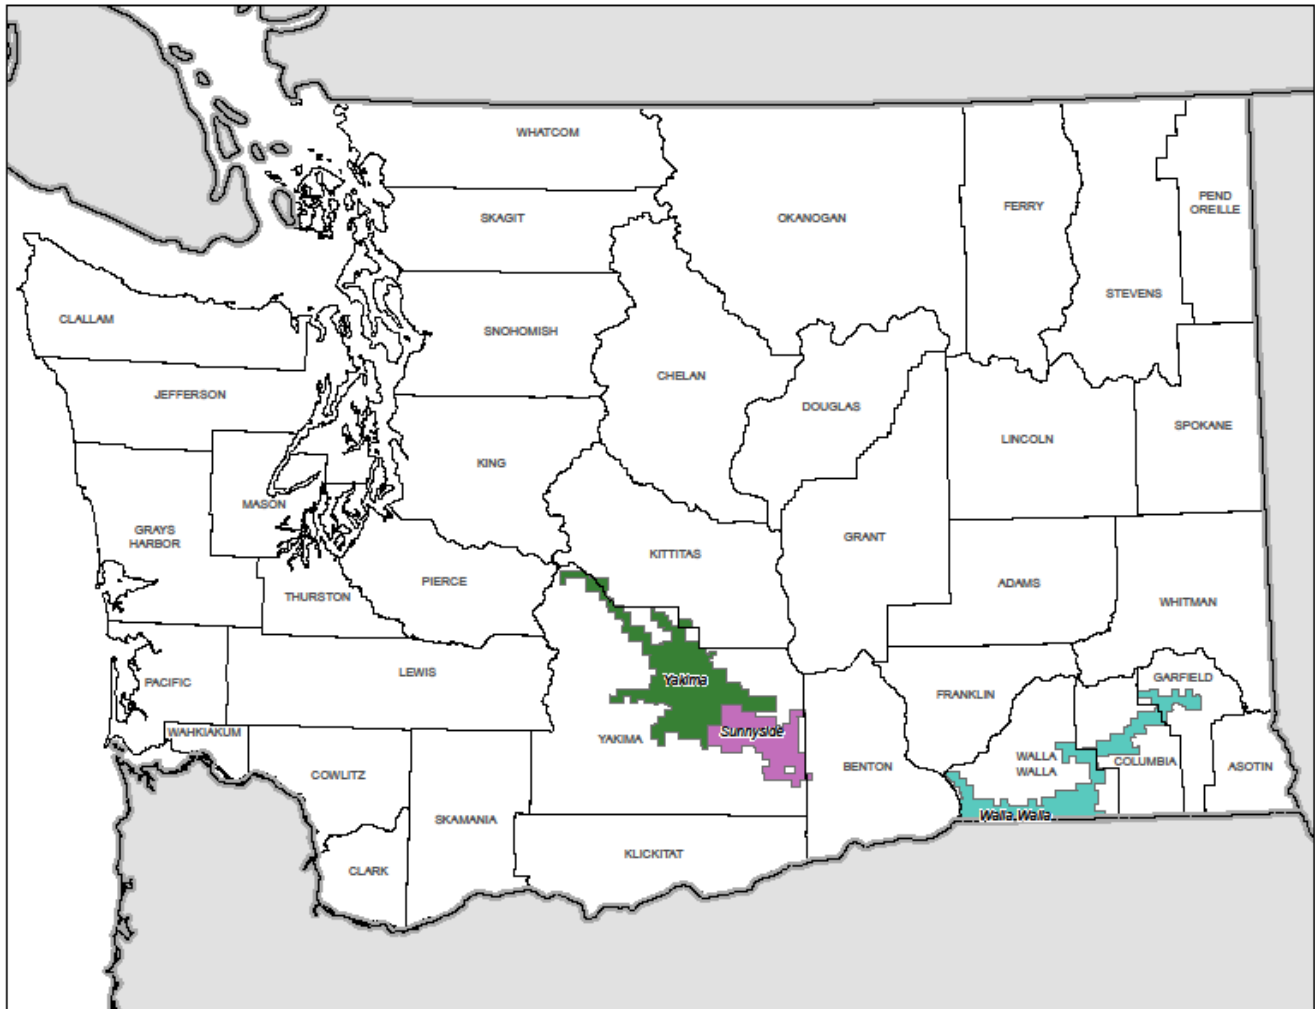 WHATCOM
PEND
OREILLE
FERRY
SKAGIT
OKANOGAN
STEVENS
CLALLAM
SNOHOMISH
CHELAN
JEFFERSON
DOUGLAS
SPOKANE
LINCOLN
KING
MASON
GRAYS
HARBOR
GRANT
KITTITAS
PIERCE
ADAMS
THURSTON
WHITMAN
LEWIS
GARFIELD
PACIFIC
Yakima
FRANKLIN
WAHKIAKUM
Sunnyside
YAKIMA
WALLA
WALLA
COLUMBIA
BENTON
ASOTIN
COWLITZ
Walla Walla
SKAMANIA
KLICKITAT
CLARK